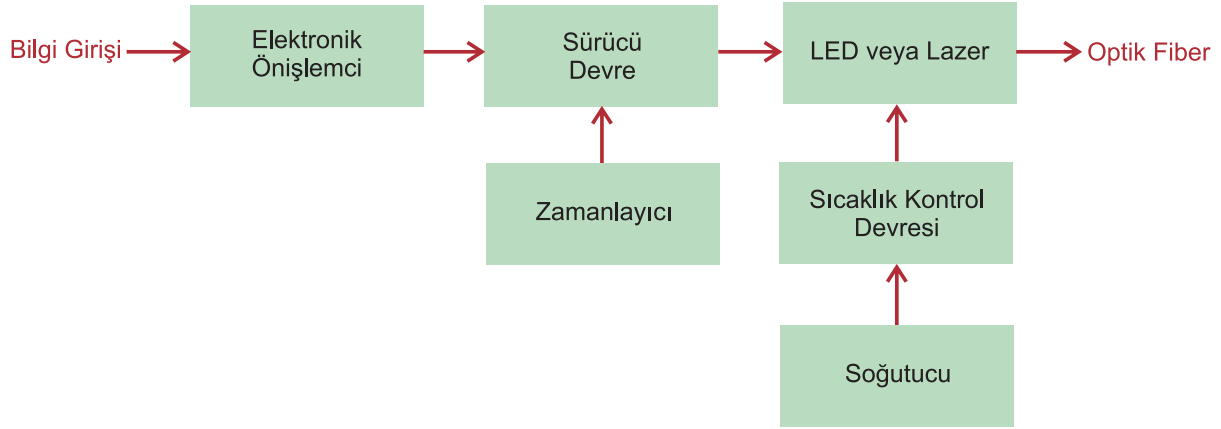 Bilgi Girişi
Elektronik
Önişlemci
Sürücü
Devre
LED veya Lazer
Optik Fiber
Zamanlayıcı
Sıcaklık Kontrol
Devresi
Soğutucu